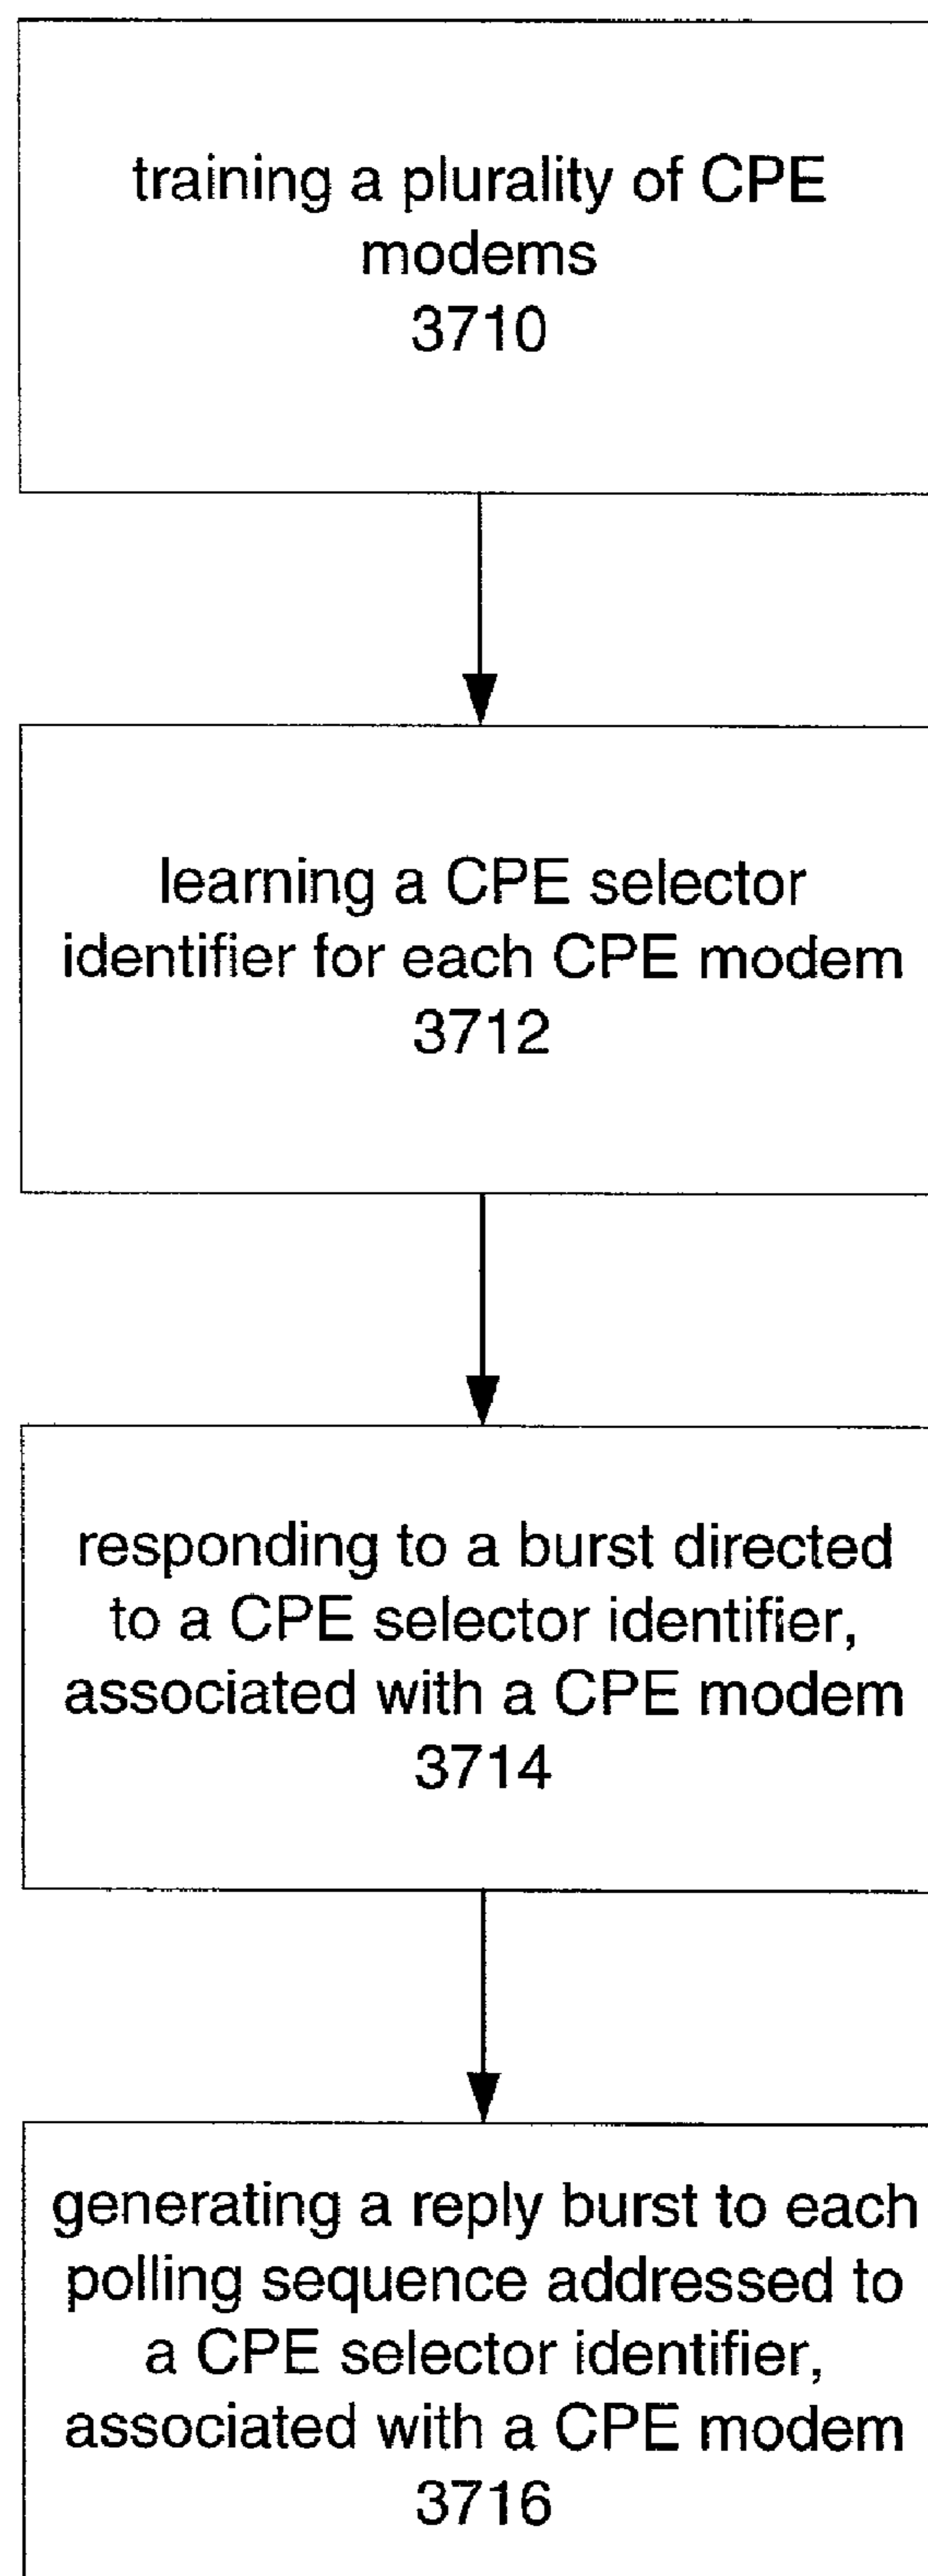 training a plurality of CPE
modems
3710
learning a CPE selector
identifier for each CPE modem
3712
responding to a burst directed
to a CPE selector identifier,
associated with a CPE modem
3714
generating a reply burst to each
polling sequence addressed to
a CPE selector identifier,
associated with a CPE modem
3716